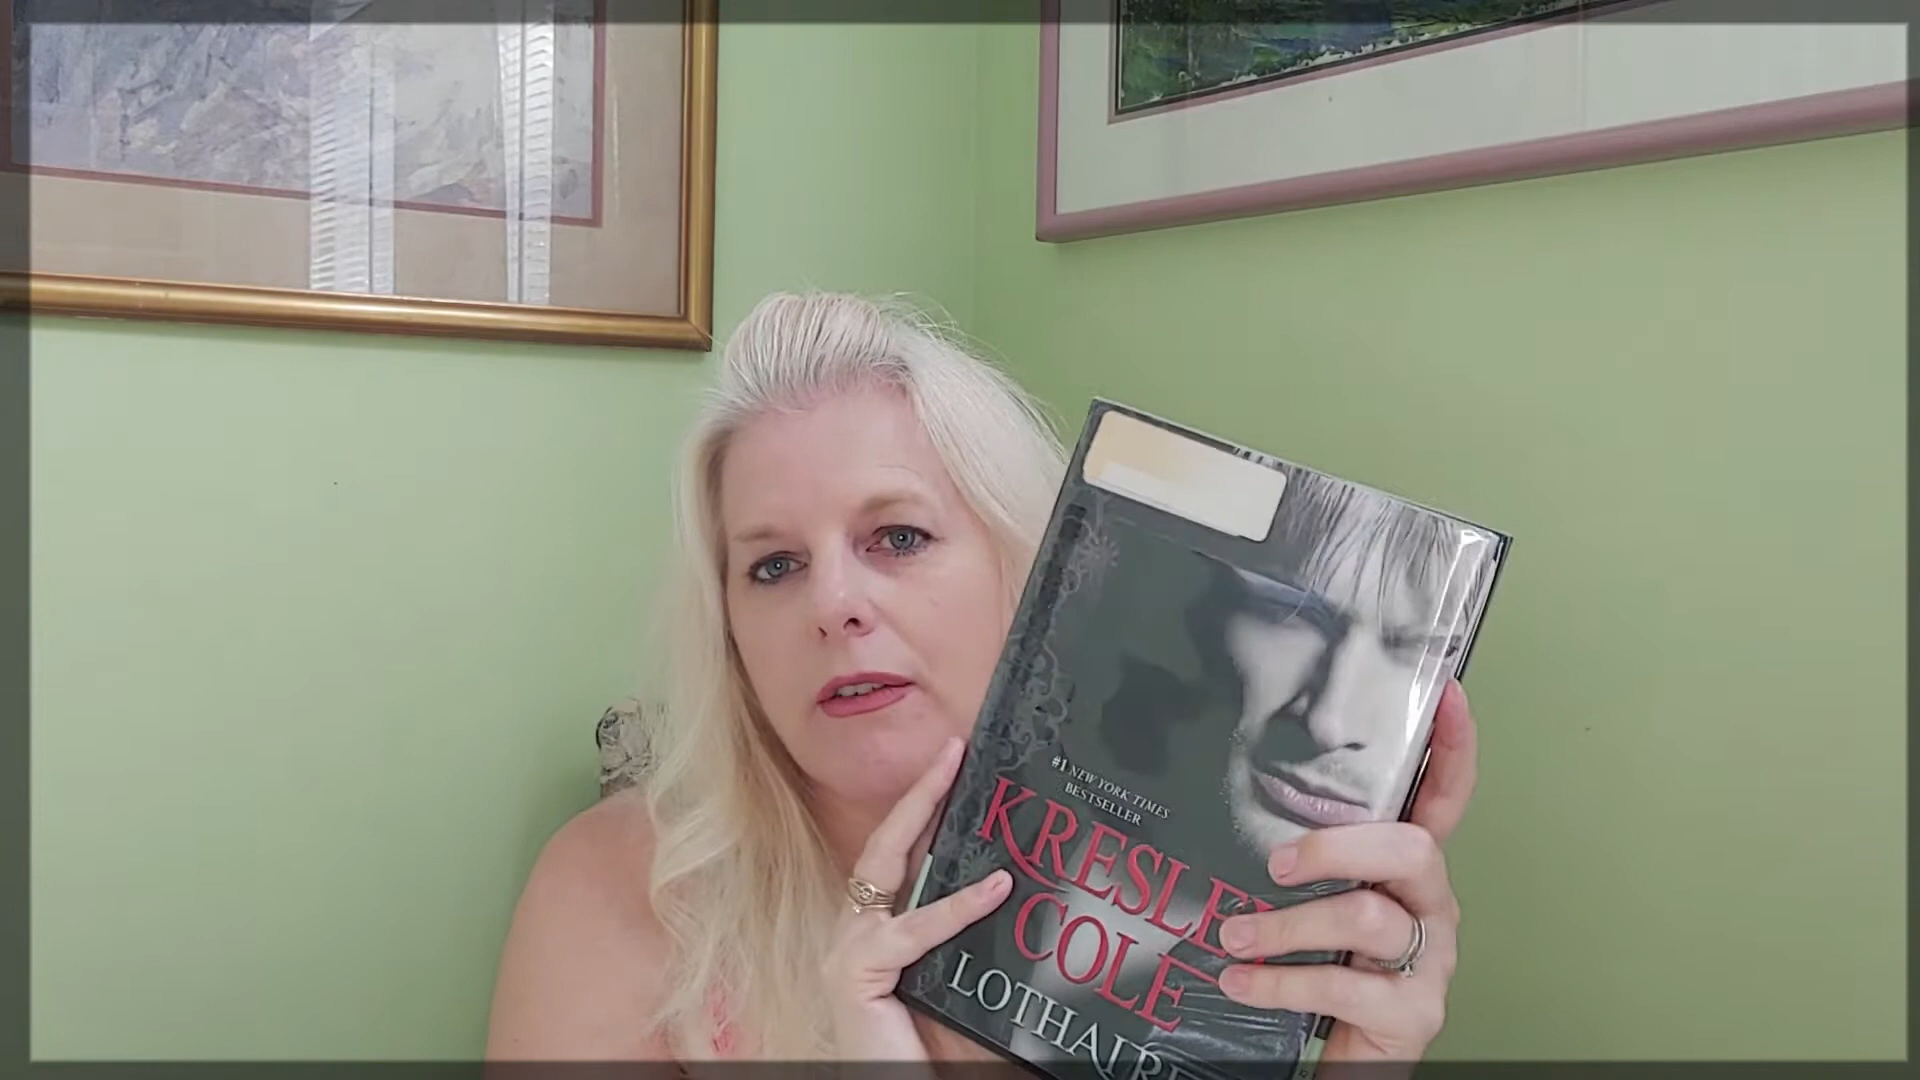 #1 NEW YORK TIMES
BESTSELLER
KRESLEY
COLE
LOTHAIRE